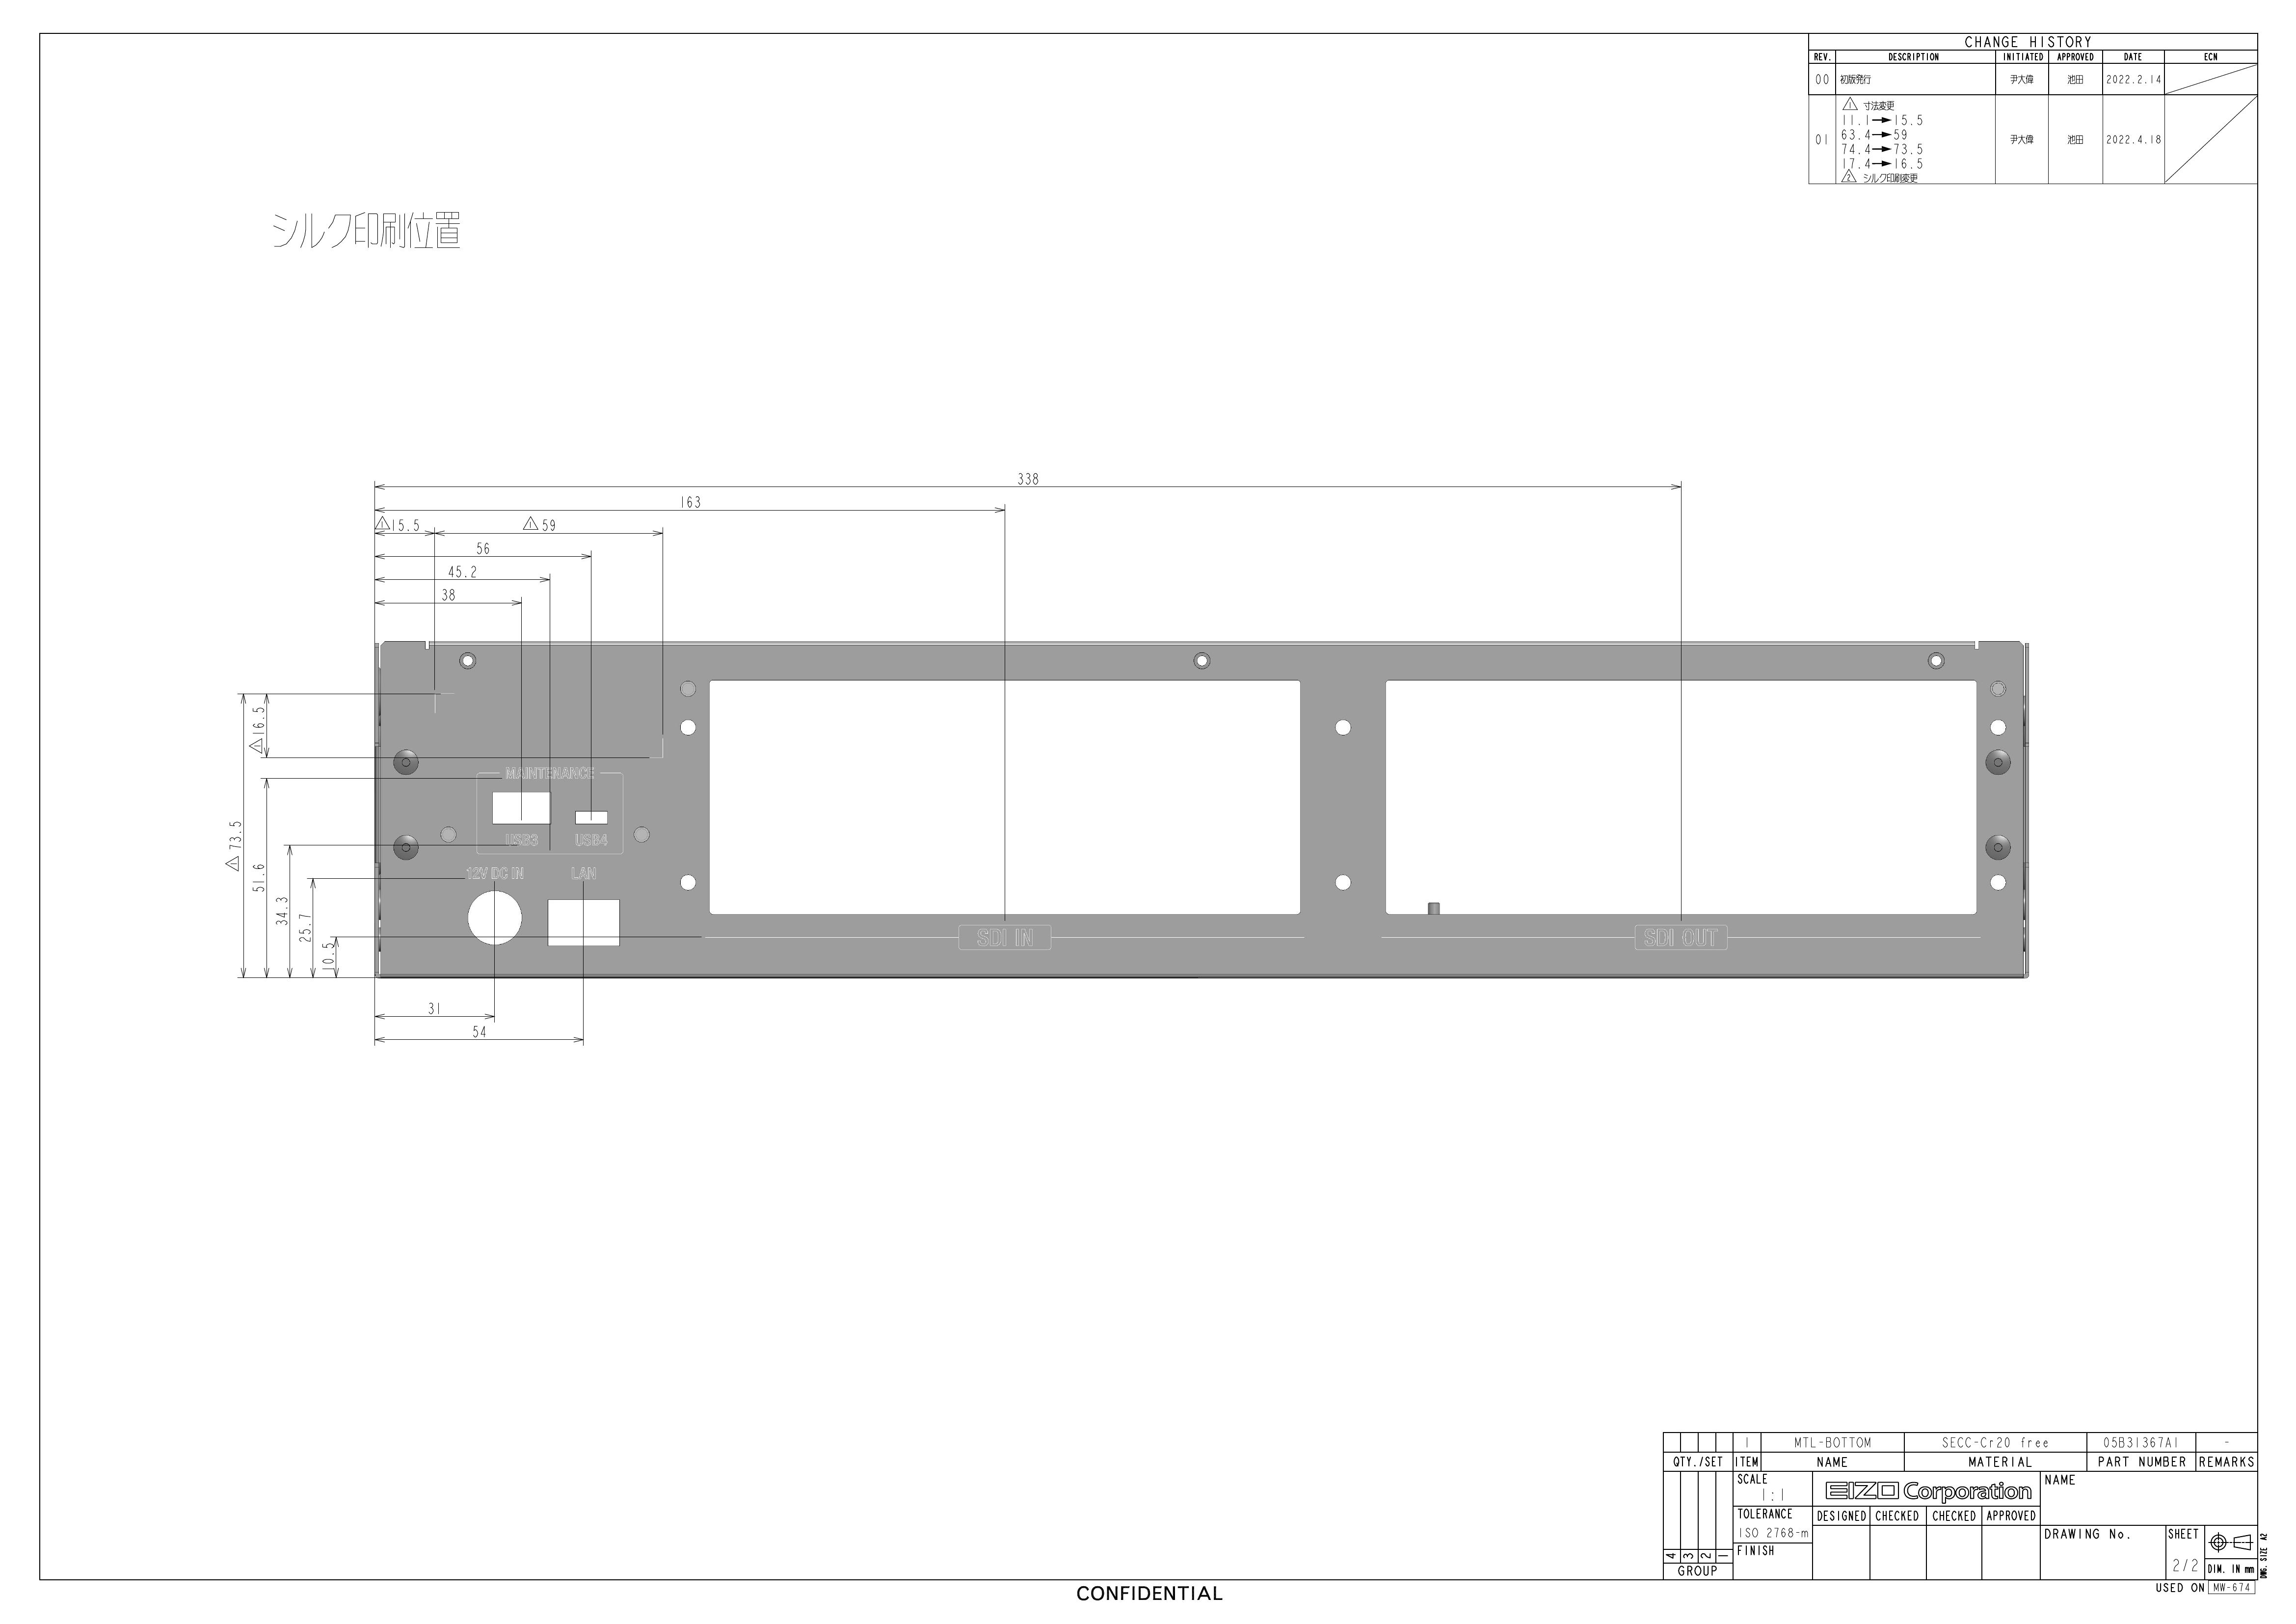 CHANGE HISTORY
REV. DESCRIPTION INITIATED APPROVED DATE ECN
00 初版発行 尹大偉 池田 2022.2.14
1 寸法変更
11.1→15.5
63.4→59
01 尹大偉 池田 2022.4.18
74.4→73.5
17.4→16.5
2 シルク印刷変更
シルク印刷位置
338
163
1 15.5 1 59
56
45.2
38
1 16.5
1 73.5
51.6
34.3
25.7
10.5
MAINTENANCE
USB3 USB4
12V DC IN LAN
SDI IN SDI OUT
31
54
1 MTL-BOTTOM SECC-Cr20 free 05B31367A1 -
QTY./SET ITEM NAME MATERIAL PART NUMBER REMARKS
SCALE
1:1
EIZO Corporation
NAME
TOLERANCE
ISO 2768-m
DESIGNED CHECKED CHECKED APPROVED
DRAWING No.
SHEET
2/2
FINISH
4 3 2 1
GROUP
DIM. IN mm
DWG. SIZE A2
USED ON MW-674
CONFIDENTIAL